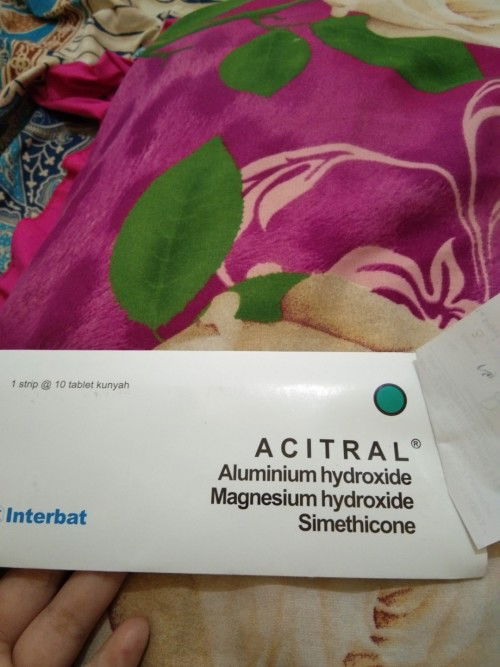 1 strip @ 10 tablet kunyah
ACITRAL®
Aluminium hydroxide
Magnesium hydroxide
Simethicone
Interbat